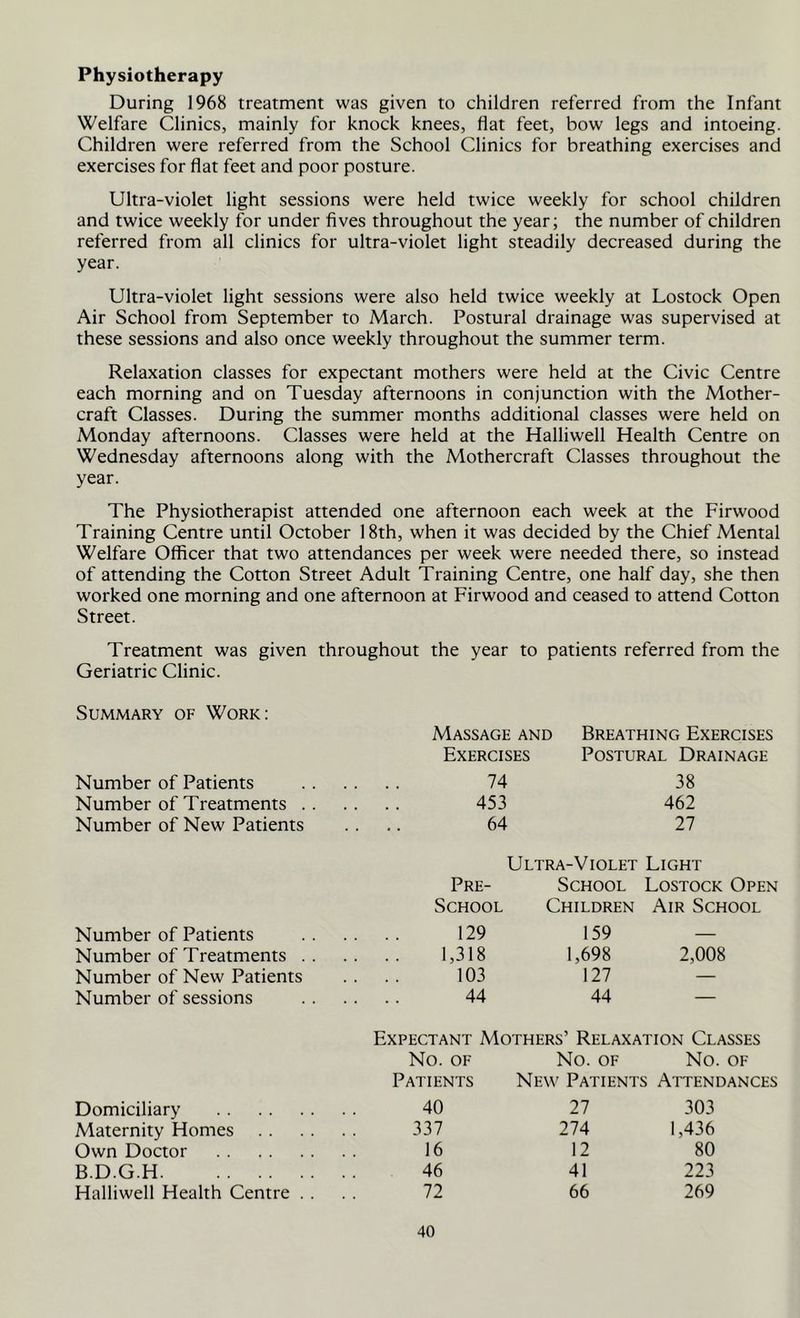 Physiotherapy
During 1968 treatment was given to children referred from the Infant
Welfare Clinics, mainly for knock knees, flat feet, bow legs and intoeing.
Children were referred from the School Clinics for breathing exercises and
exercises for flat feet and poor posture.
Ultra-violet light sessions were held twice weekly for school children
and twice weekly for under fives throughout the year; the number of children
referred from all clinics for ultra-violet light steadily decreased during the
year.
Ultra-violet light sessions were also held twice weekly at Lostock Open
Air School from September to March. Postural drainage was supervised at
these sessions and also once weekly throughout the summer term.
Relaxation classes for expectant mothers were held at the Civic Centre
each morning and on Tuesday afternoons in conjunction with the Mother-
craft Classes. During the summer months additional classes were held on
Monday afternoons. Classes were held at the Halliwell Health Centre on
Wednesday afternoons along with the Mothercraft Classes throughout the
year.
The Physiotherapist attended one afternoon each week at the Firwood
Training Centre until October 18th, when it was decided by the Chief Mental
Welfare Officer that two attendances per week were needed there, so instead
of attending the Cotton Street Adult Training Centre, one half day, she then
worked one morning and one afternoon at Firwood and ceased to attend Cotton
Street.
Treatment was given throughout the year to patients referred from the
Geriatric Clinic.
Summary of Work:
Massage and Breathing Exercises
Exercises Postural Drainage
Number of Patients .. .. .. 74 38
Number of Treatments .. .. .. 453 462
Number of New Patients .. .. 64 27
Ultra-Violet Light
Pre- School Lostock Open
School Children Air School
Number of Patients .. .. .. 129 159 —
Number of Treatments .. .. .. 1,318 1,698 2,008
Number of New Patients .. .. 103 127 —
Number of sessions .. .. .. 44 44 —
Expectant Mothers' Relaxation Classes
No. of No. of No. of
Patients New Patients Attendances
Domiciliary .. .. .. .. 40 27 303
Maternity Homes .. .. .. 337 274 1,436
Own Doctor .. .. .. .. 16 12 80
B.D.G.H. .. .. .. .. 46 41 223
Halliwell Health Centre .. .. 72 66 269
40